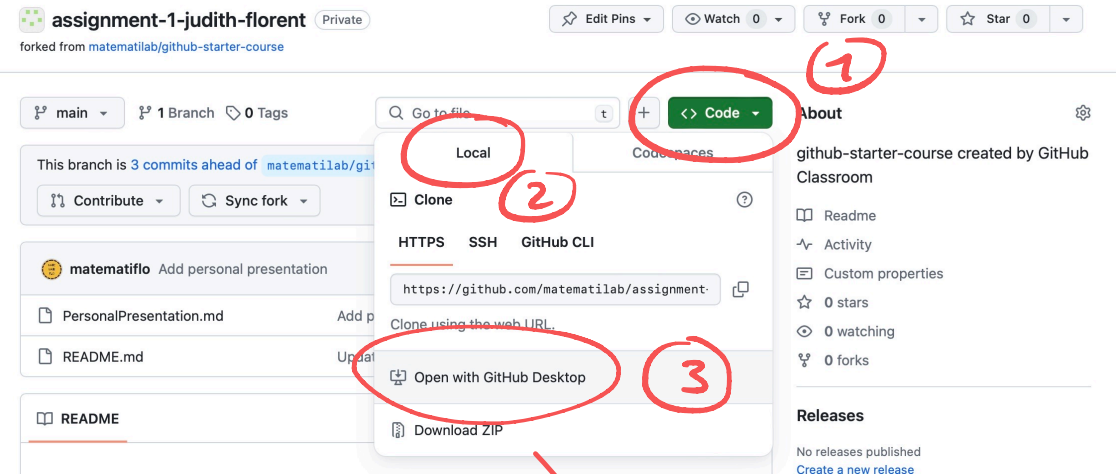 assignment-1-judith-florent Private
Edit Pins Watch 0 Fork 0 Star 0
forked from matematilab/github-starter-course
1
main 1 Branch 0 Tags
Go to file t + <> Code
About
This branch is 3 commits ahead of matematilab/git
Local Codespaces
github-starter-course created by GitHub
Classroom
2
Contribute Sync fork
Clone
Readme
HTTPS SSH GitHub CLI
Activity
matematiflo Add personal presentation
Custom properties
https://github.com/matematilab/assignment-
0 stars
PersonalPresentation.md Add p
Clone using the web URL.
0 watching
README.md Upda
0 forks
Open with GitHub Desktop
3
README
Download ZIP
Releases
No releases published
Create a new release